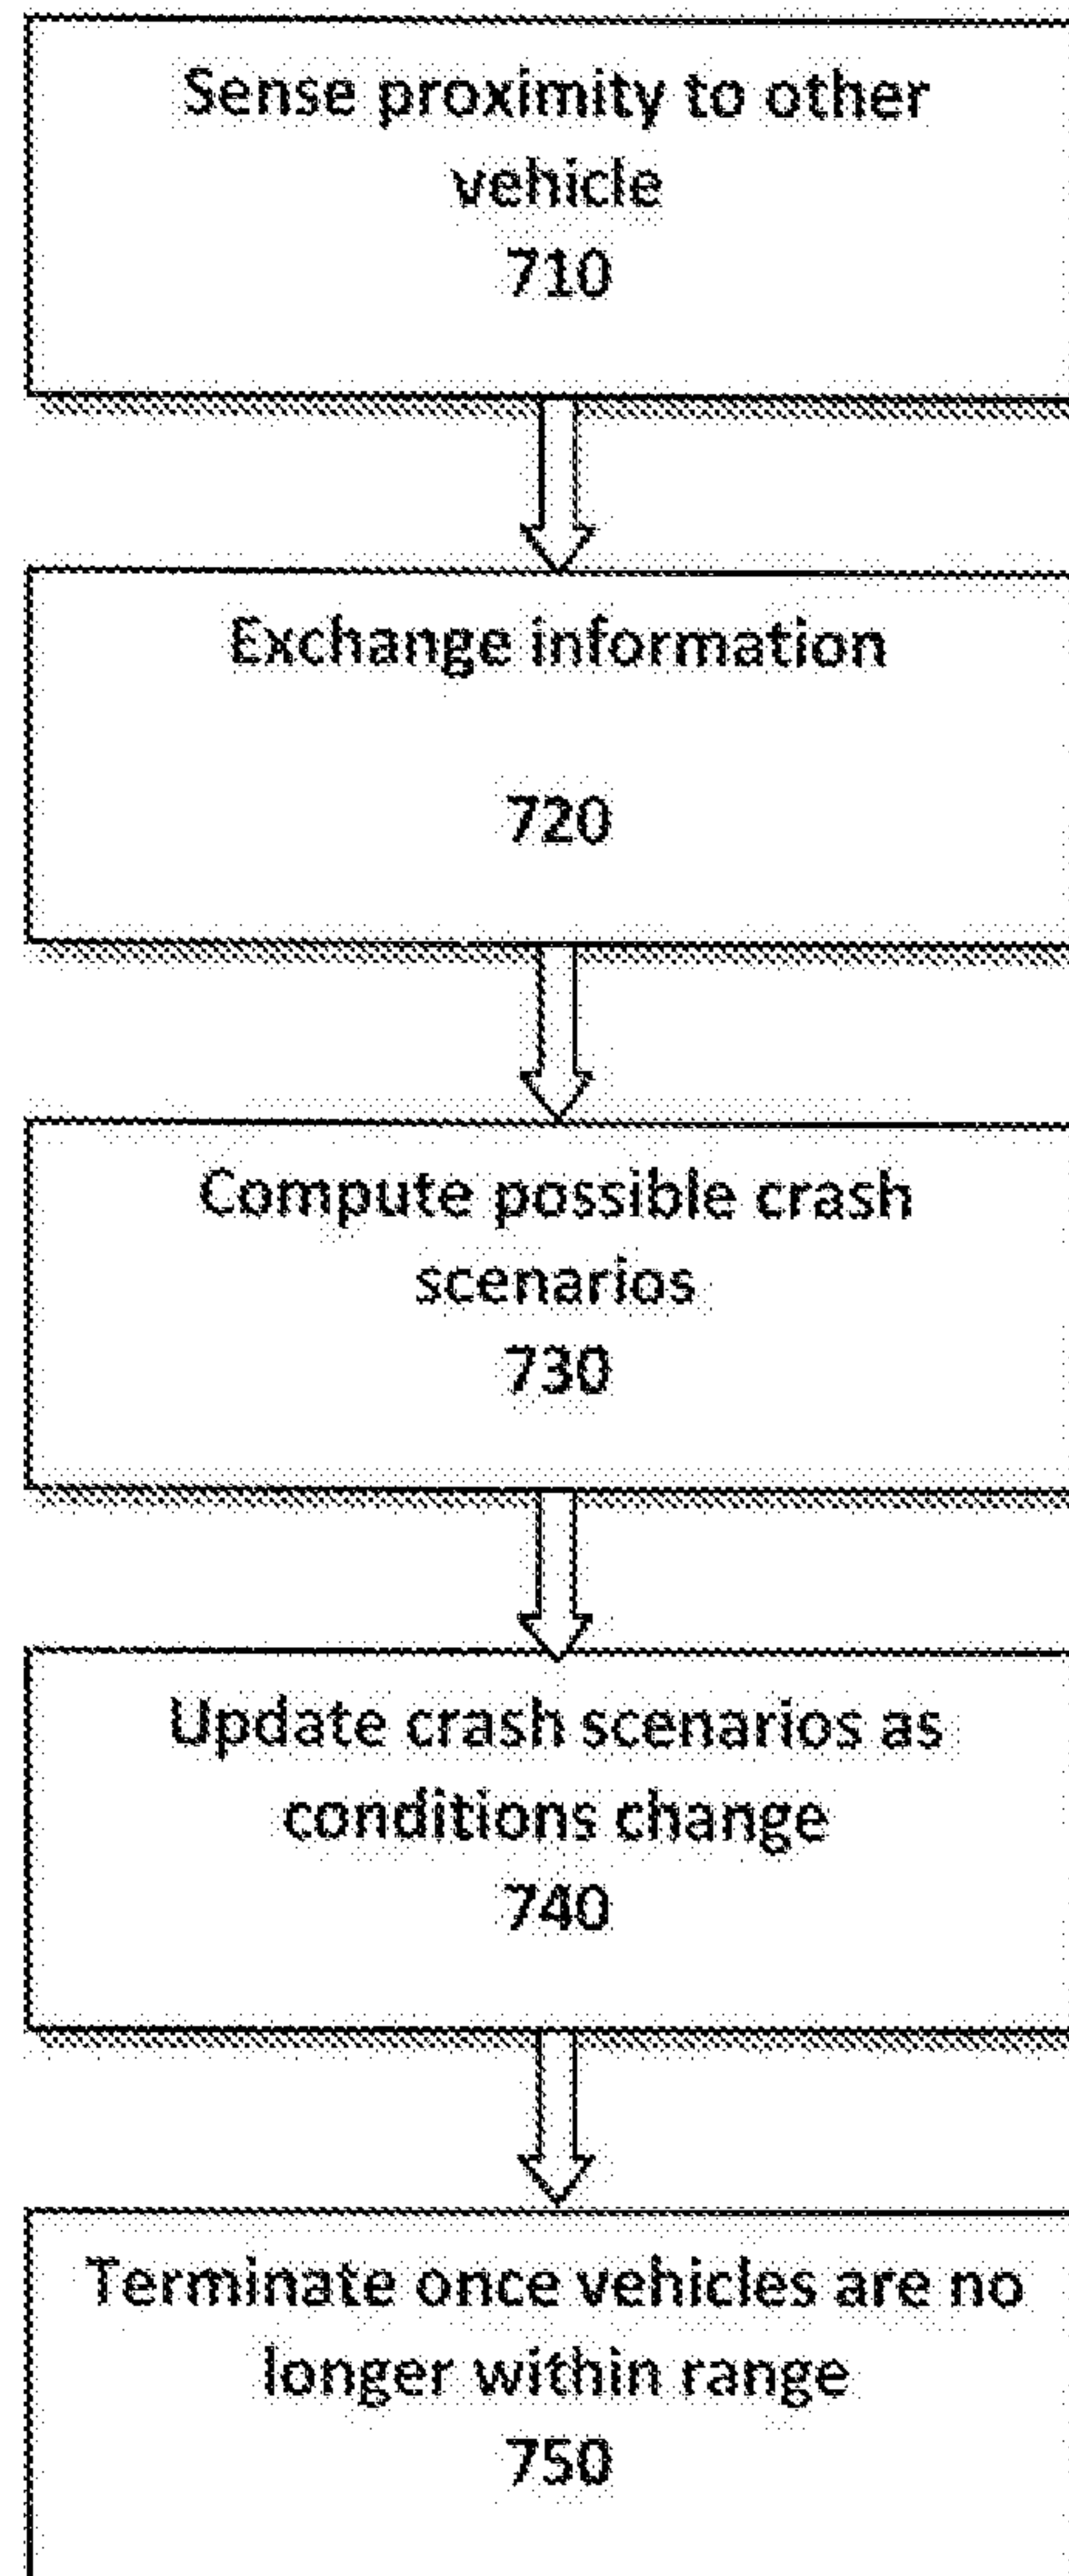 Sense proximity to other
vehicle
710
Exchange information
720
Compute possible crash
scenarios
730
Update crash scenarios as
conditions change
740
Terminate once vehicles are no
longer within range
750